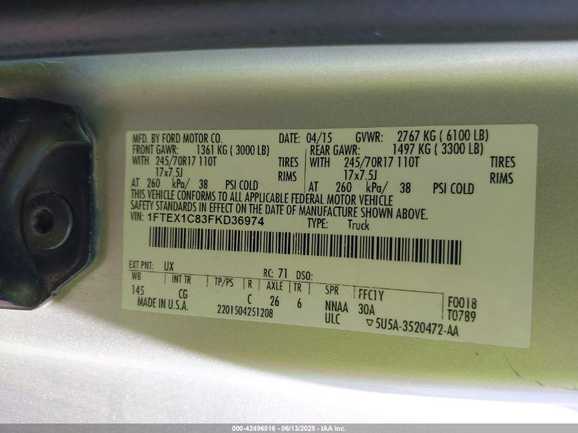 MFD. BY FORD MOTOR CO. DATE: 04/15 GVWR: 2767 KG ( 6100 LB)
FRONT GAWR: 1361 KG ( 3000 LB) REAR GAWR: 1497 KG ( 3300 LB)
WITH 245/70R17 110T TIRES WITH 245/70R17 110T TIRES
17x7.5J RIMS 17x7.5J RIMS
AT 260 kPa/ 38 PSI COLD AT 260 kPa/ 38 PSI COLD
THIS VEHICLE CONFORMS TO ALL APPLICABLE FEDERAL MOTOR VEHICLE
SAFETY STANDARDS IN EFFECT ON THE DATE OF MANUFACTURE SHOWN ABOVE.
VIN: 1FTEX1C83FKD36974 TYPE: Truck
EXT PNT: UX RC: 71 DSO:
WB INT TR TP/PS R AXLE TR SPR FFC1Y F0018
145 CG C 26 6 NNAA 30A T0789
MADE IN U.S.A. 2201504251208 ULC 5U5A-3520472-AA
000-42496016 - 06/13/2025 - IAA Inc.